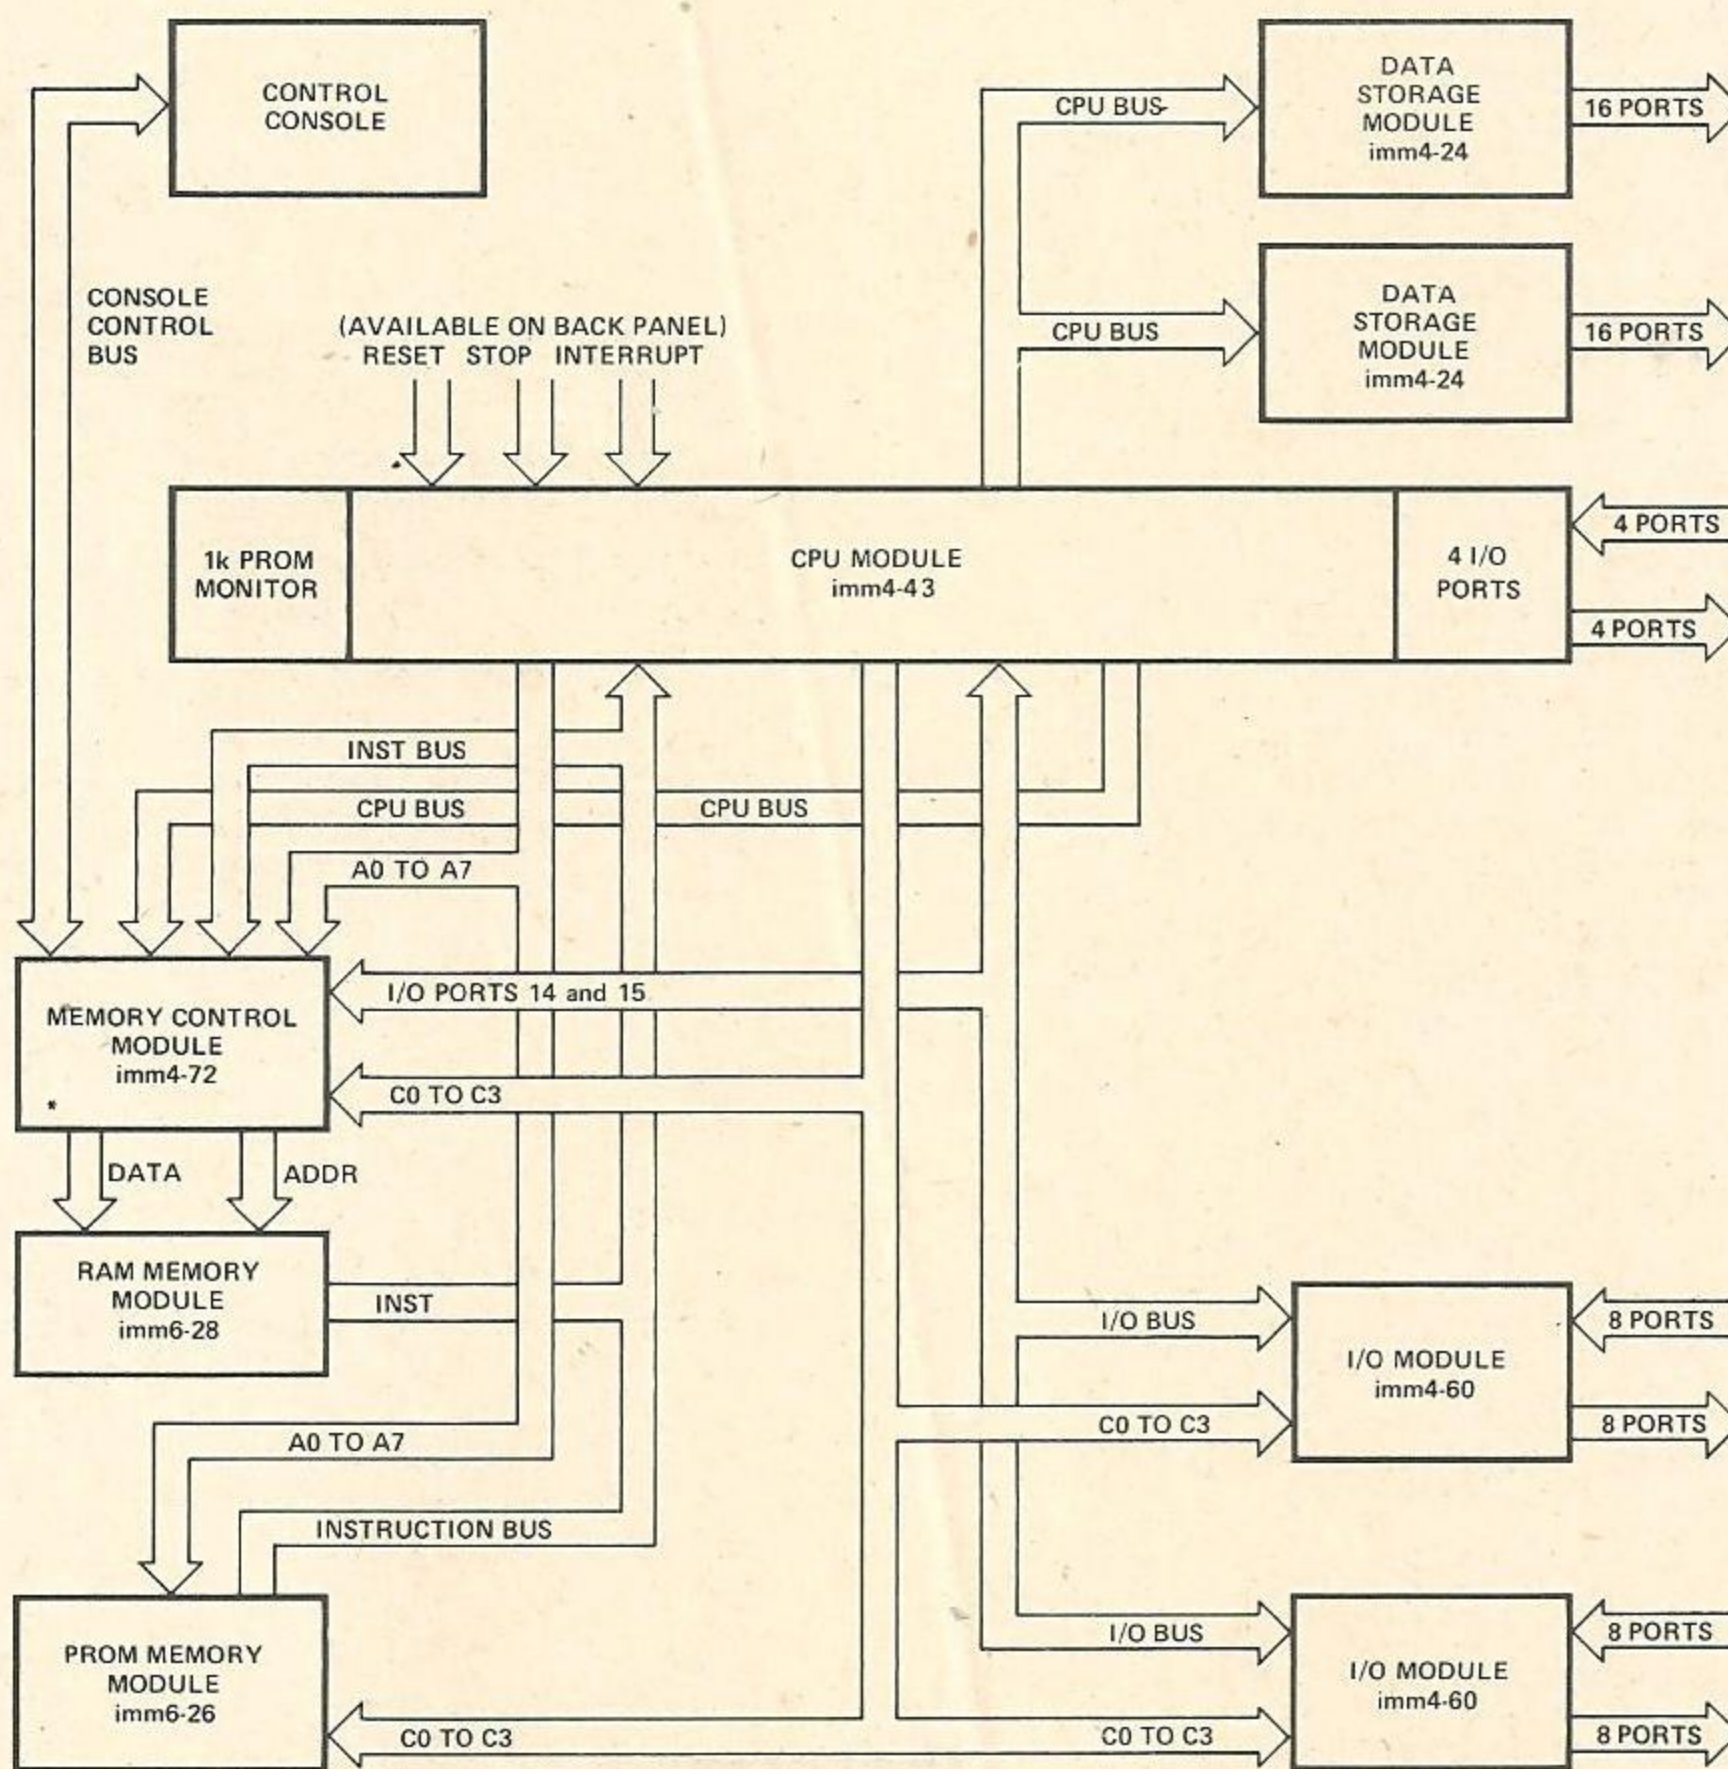 CONTROL
CONSOLE
DATA
STORAGE
MODULE
imm4-24
CPU BUS
16 PORTS
CONSOLE
CONTROL
BUS
(AVAILABLE ON BACK PANEL)
RESET STOP INTERRUPT
DATA
STORAGE
MODULE
imm4-24
CPU BUS
16 PORTS
1k PROM
MONITOR
CPU MODULE
imm4-43
4 I/O
PORTS
4 PORTS
4 PORTS
INST BUS
CPU BUS
CPU BUS
A0 TO A7
MEMORY CONTROL
MODULE
imm4-72
*
I/O PORTS 14 and 15
C0 TO C3
DATA
ADDR
RAM MEMORY
MODULE
imm6-28
INST
I/O BUS
I/O MODULE
imm4-60
8 PORTS
C0 TO C3
8 PORTS
A0 TO A7
INSTRUCTION BUS
PROM MEMORY
MODULE
imm6-26
C0 TO C3
I/O BUS
I/O MODULE
imm4-60
8 PORTS
C0 TO C3
8 PORTS